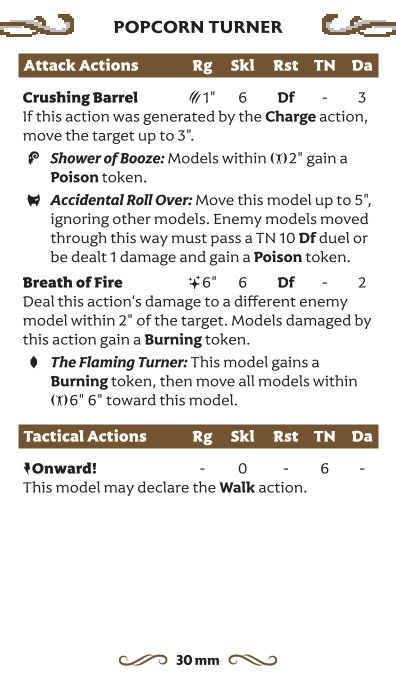 POPCORN TURNER
Attack Actions Rg Skl Rst TN Da
Crushing Barrel 1" 6 Df - 3
If this action was generated by the Charge action,
move the target up to 3".
Shower of Booze: Models within 2" gain a
Poison token.
Accidental Roll Over: Move this model up to 5",
ignoring other models. Enemy models moved
through this way must pass a TN 10 Df duel or
be dealt 1 damage and gain a Poison token.
Breath of Fire 6" 6 Df - 2
Deal this action's damage to a different enemy
model within 2" of the target. Models damaged by
this action gain a Burning token.
The Flaming Turner: This model gains a
Burning token, then move all models within
6" 6" toward this model.
Tactical Actions Rg Skl Rst TN Da
Onward! - 0 - 6 -
This model may declare the Walk action.
30 mm